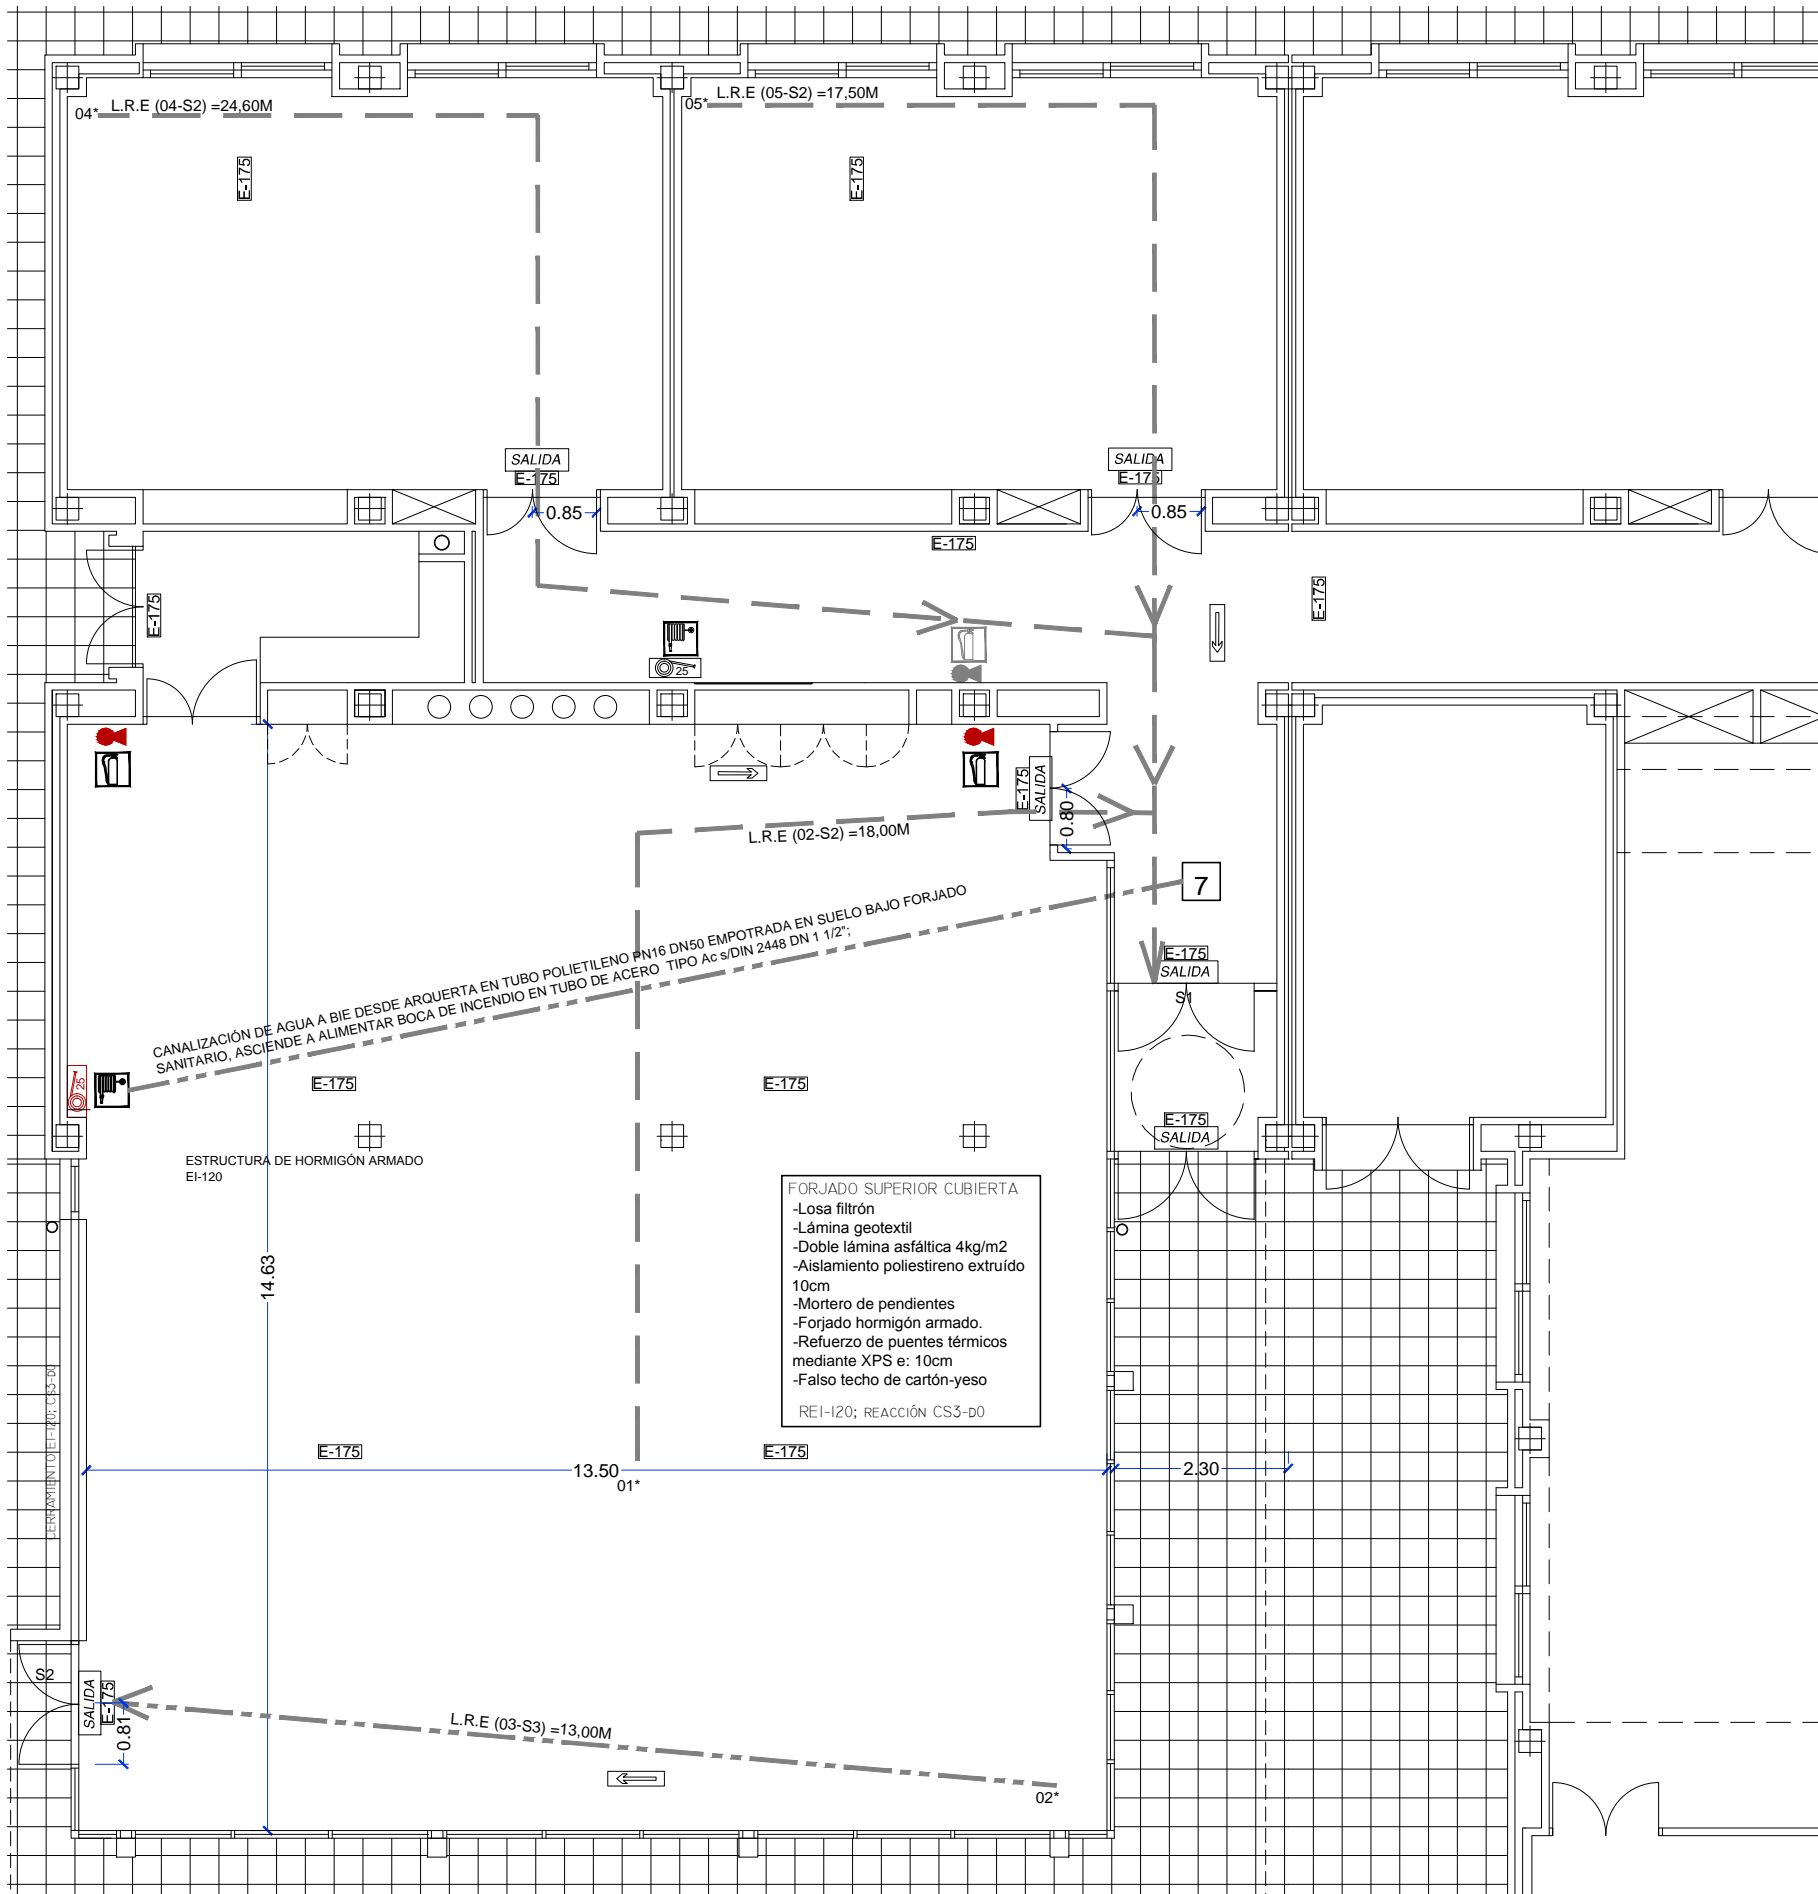 L.R.E (04-S2) =24,60M
04*
L.R.E (05-S2) =17,50M
05*
E-175
E-175
SALIDA
E-175
SALIDA
E-175
0.85
0.85
E-175
E-175
E-175
25
E-175
SALIDA
0.80
L.R.E (02-S2) =18,00M
7
CANALIZACIÓN DE AGUA A BIE DESDE ARQUERTA EN TUBO POLIETILENO PN16 DN50 EMPOTRADA EN SUELO BAJO FORJADO
SANITARIO, ASCIENDE A ALIMENTAR BOCA DE INCENDIO EN TUBO DE ACERO TIPO Ac s/DIN 2448 DN 1 1/2";
E-175
SALIDA
S1
25
E-175
E-175
E-175
SALIDA
ESTRUCTURA DE HORMIGÓN ARMADO
EI-120
FORJADO SUPERIOR CUBIERTA
-Losa filtrón
-Lámina geotextil
-Doble lámina asfáltica 4kg/m2
-Aislamiento poliestireno extruído
10cm
-Mortero de pendientes
-Forjado hormigón armado.
-Refuerzo de puentes térmicos
mediante XPS e: 10cm
-Falso techo de cartón-yeso
REI-120; REACCIÓN CS3-D0
14.63
CERRAMIENTO EI-120; CS3-D0
E-175
E-175
13.50
2.30
01*
S2
SALIDA
E-175
0.81
L.R.E (03-S3) =13,00M
02*